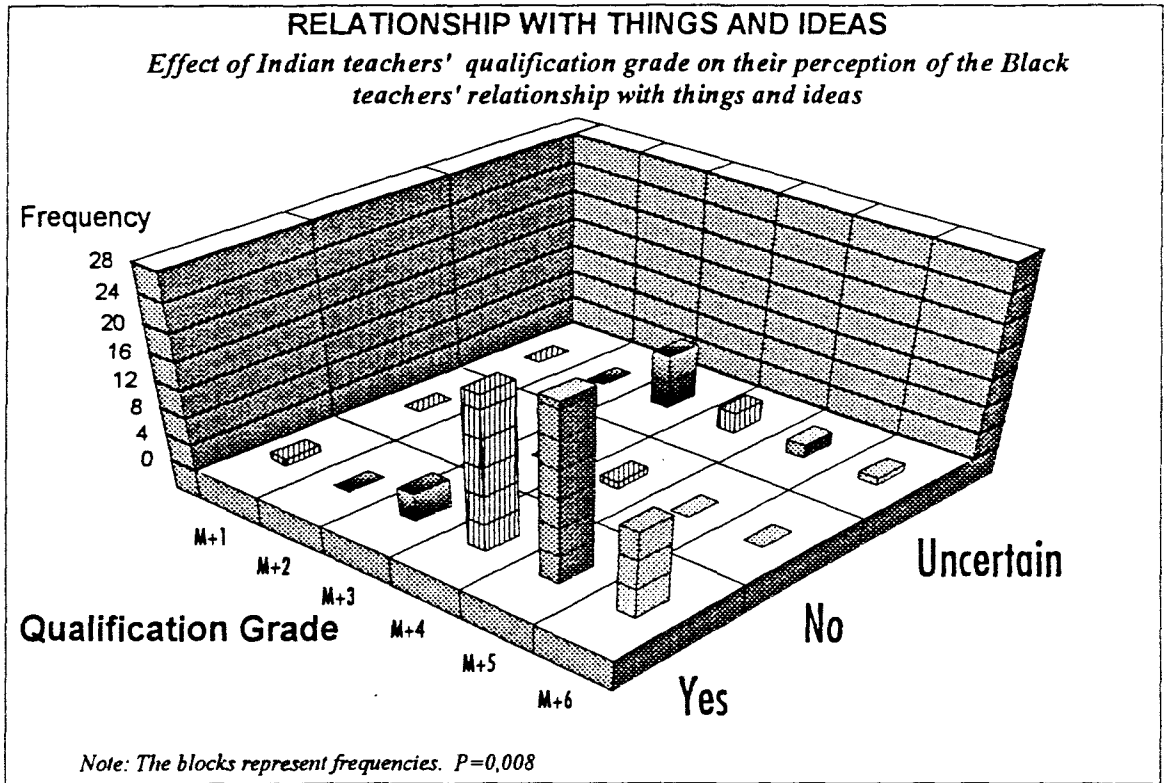 RELATIONSHIP WITH THINGS AND IDEAS
Effect of Indian teachers' qualification grade on their perception of the Black
teachers' relationship with things and ideas
Frequency
28
24
20
16
12
8
4
0
M+1
M+2
M+3
M+4
M+5
M+6
Qualification Grade
Yes
No
Uncertain
Note: The blocks represent frequencies. P=0,008